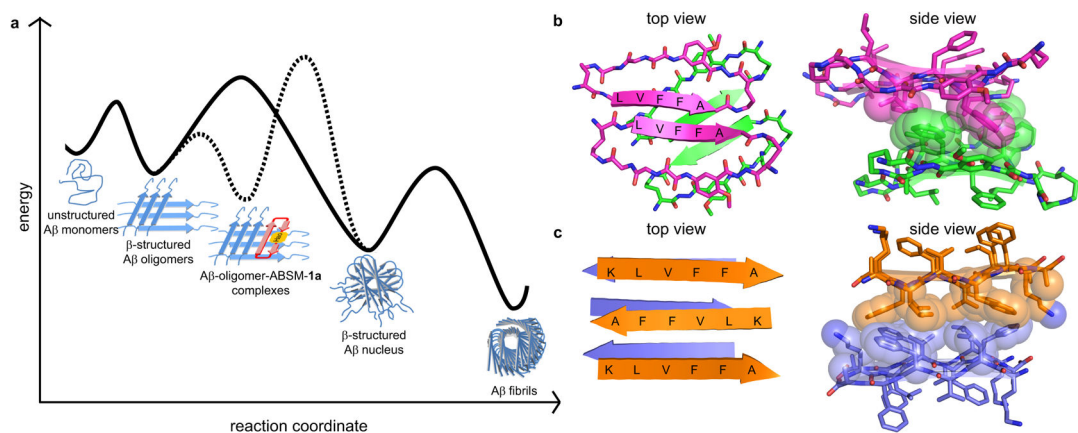 a
energy
reaction coordinate
unstructured
Aβ monomers
β-structured
Aβ oligomers
Aβ-oligomer-ABSM-1a
complexes
β-structured
Aβ nucleus
Aβ fibrils
b
top view
side view
L V F F A
L V F F A
c
top view
side view
K L V F F A
A F F V L K
K L V F F A